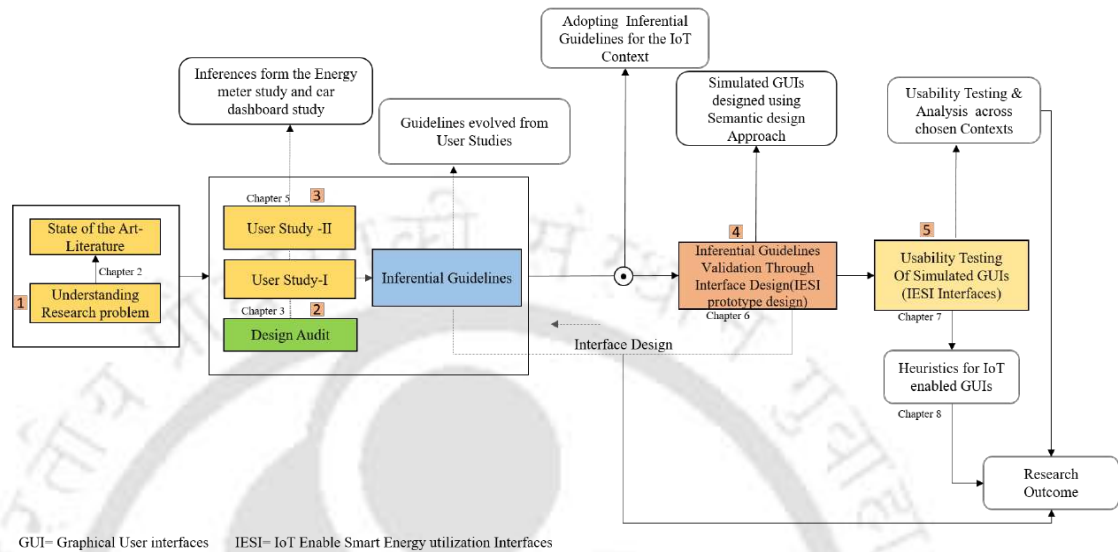 Adopting Inferential
Guidelines for the IoT
Context
Inferences form the Energy
meter study and car
dashboard study
Simulated GUIs
designed using
Semantic design
Approach
Usability Testing &
Analysis across
chosen Contexts
Guidelines evolved from
User Studies
Chapter 5
3
User Study -II
State of the Art-
Literature
Chapter 2
1
Understanding
Research problem
User Study-I
Chapter 3
2
Design Audit
Inferential Guidelines
4
Inferential Guidelines
Validation Through
Interface Design(IESI
prototype design)
Chapter 6
5
Usability Testing
Of Simulated GUIs
(IESI Interfaces)
Chapter 7
Interface Design
Heuristics for IoT
enabled GUIs
Chapter 8
Research
Outcome
GUI= Graphical User interfaces IESI= IoT Enable Smart Energy utilization Interfaces